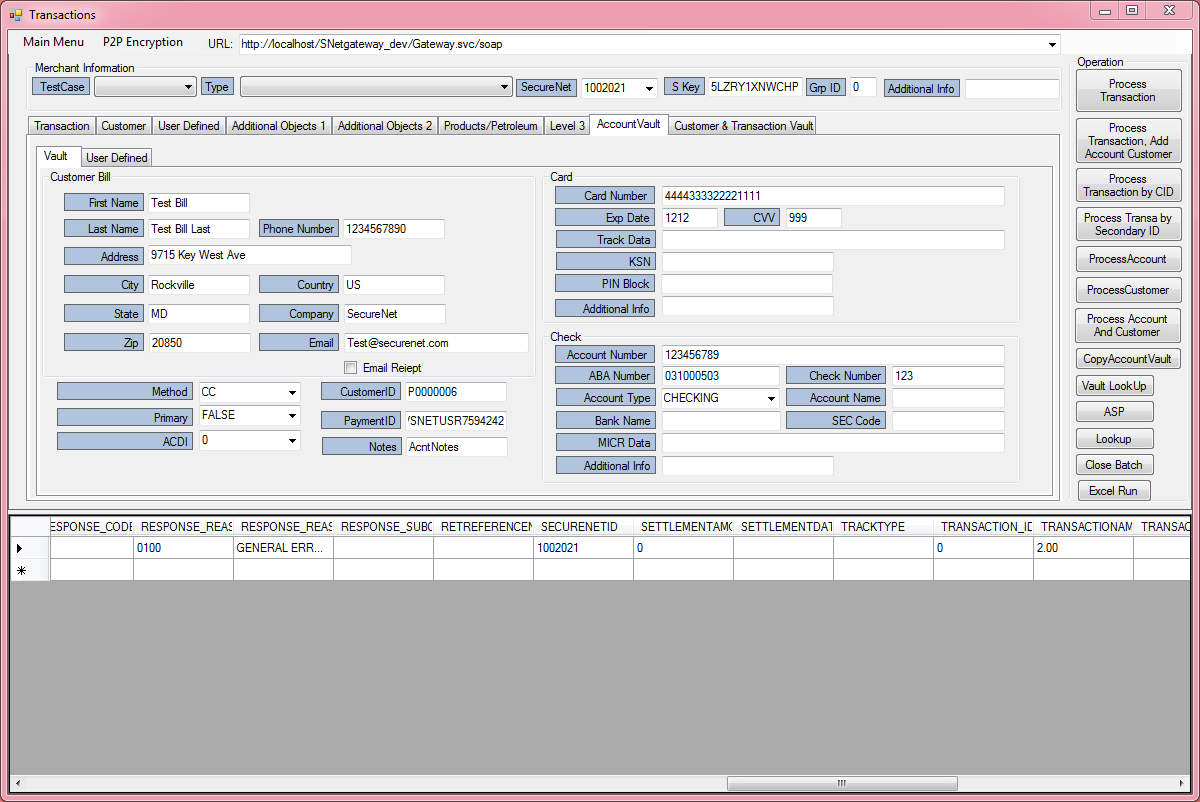 Transactions
Main Menu P2P Encryption URL: http://localhost/SNetgateway_dev/Gateway.svc/soap
Merchant Information
TestCase Type SecureNet 1002021 S Key 5LZRY1XNWCHP Grp ID 0 Additional Info
Transaction Customer User Defined Additional Objects 1 Additional Objects 2 Products/Petroleum Level 3 AccountVault Customer & Transaction Vault
Vault User Defined
Customer Bill
First Name Test Bill
Last Name Test Bill Last Phone Number 1234567890
Address 9715 Key West Ave
City Rockville Country US
State MD Company SecureNet
Zip 20850 Email Test@securenet.com
Email Reiept
Method CC CustomerID P0000006
Primary FALSE PaymentID /SNETUSR7594242
ACDI 0 Notes AcntNotes
Card
Card Number 4444333322221111
Exp Date 1212 CVV 999
Track Data
KSN
PIN Block
Additional Info
Check
Account Number 123456789
ABA Number 031000503 Check Number 123
Account Type CHECKING Account Name
Bank Name SEC Code
MICR Data
Additional Info
Operation
Process
Transaction
Process
Transaction, Add
Account Customer
Process
Transaction by CID
Process Transa by
Secondary ID
ProcessAccount
ProcessCustomer
Process Account
And Customer
CopyAccountVault
Vault LookUp
ASP
Lookup
Close Batch
Excel Run
ESPONSE_CODE RESPONSE_REAS RESPONSE_REAS RESPONSE_SUBC RETREFERENCEN SECURENETID SETTLEMENTAMO SETTLEMENTDAT TRACKTYPE TRANSACTION_ID TRANSACTIONAM TRANSAC
0100 GENERAL ERR... 1002021 0 0 2.00